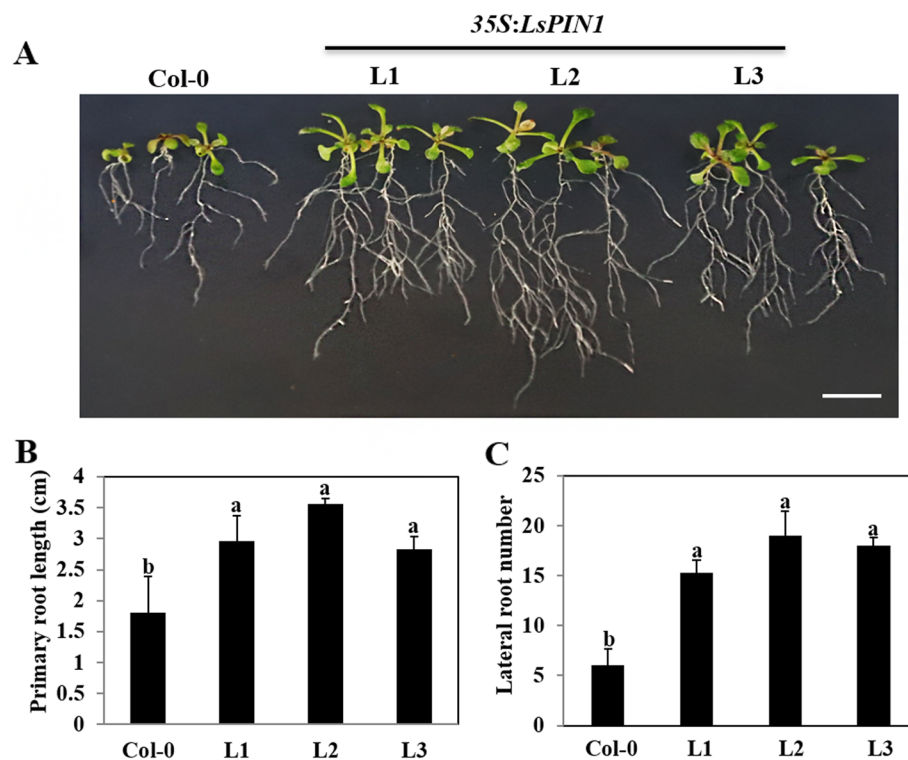 35S:LsPIN1
A
Col-0 L1 L2 L3
B
Primary root length (cm)
4
3.5
3
2.5
2
1.5
1
0.5
0
b a a a
Col-0 L1 L2 L3
C
Lateral root number
25
20
15
10
5
0
b a a a
Col-0 L1 L2 L3